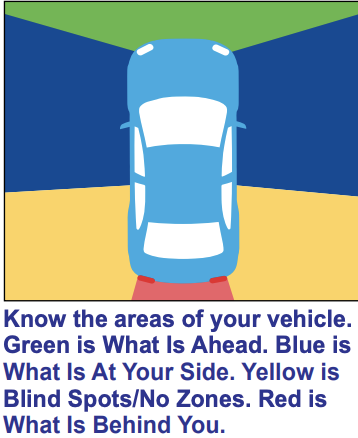 Know the areas of your vehicle.
Green is What Is Ahead. Blue is
What Is At Your Side. Yellow is
Blind Spots/No Zones. Red is
What Is Behind You.